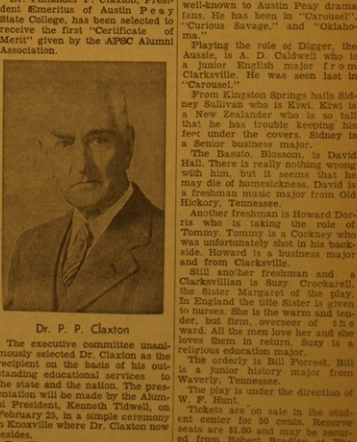 Philander P. Claxton, Presi-
dent Emeritus of Austin Peay
State College, has been selected to
receive the first "Certificate of
Merit" given by the APSC Alumni
Association.
Dr. P. P. Claxton
The executive committee unani-
mously selected Dr. Claxton as the
recipient on the basis of his out-
standing educational services to
the state and the nation. The pres-
entation will be made by the Alum-
ni President, Kenneth Tidwell, on
February 25, in a simple ceremony
in Knoxville where Dr. Claxton now
resides.
well-known to Austin Peay drama
fans. He has been in "Carousel",
"Curious Savage," and "Oklaho-
ma."
Playing the role of Digger, the
Aussie, is A. D. Caldwell who is
a junior English major from
Clarksville. He was seen last in
"Carousel."
From Kingston Springs hails Sid-
ney Sullivan who is Kiwi. Kiwi is
a New Zealander who is so tall
that he has trouble keeping his
feet under the covers. Sidney is
a Senior business major.
The Basuto, Blossom, is David
Hall. There is really nothing wrong
with him, but it seems that he
may die of homesickness. David is
a freshman music major from Old
Hickory, Tennessee.
Another freshman is Howard Dor-
ris who is taking the role of
Tommy. Tommy is a Cockney who
was unfortunately shot in his back-
side. Howard is a business major
and from Clarksville.
Still another freshman and
Clarksvillian is Suzy Crockarell,
the Sister Margaret of the play.
In England the title Sister is given
to nurses. She is the warm and ten-
der, but firm, overseer of the
ward. All the men love her and she
loves them in return. Suzy is a
religious education major.
The orderly is Bill Forrest. Bill
is a junior history major from
Waverly, Tennessee.
The play is under the direction of
W. F. Hunt.
Tickets are on sale in the stud-
ent center for 50 cents. Reserve
seats are $1.00 and may be secur-
ed from Robert